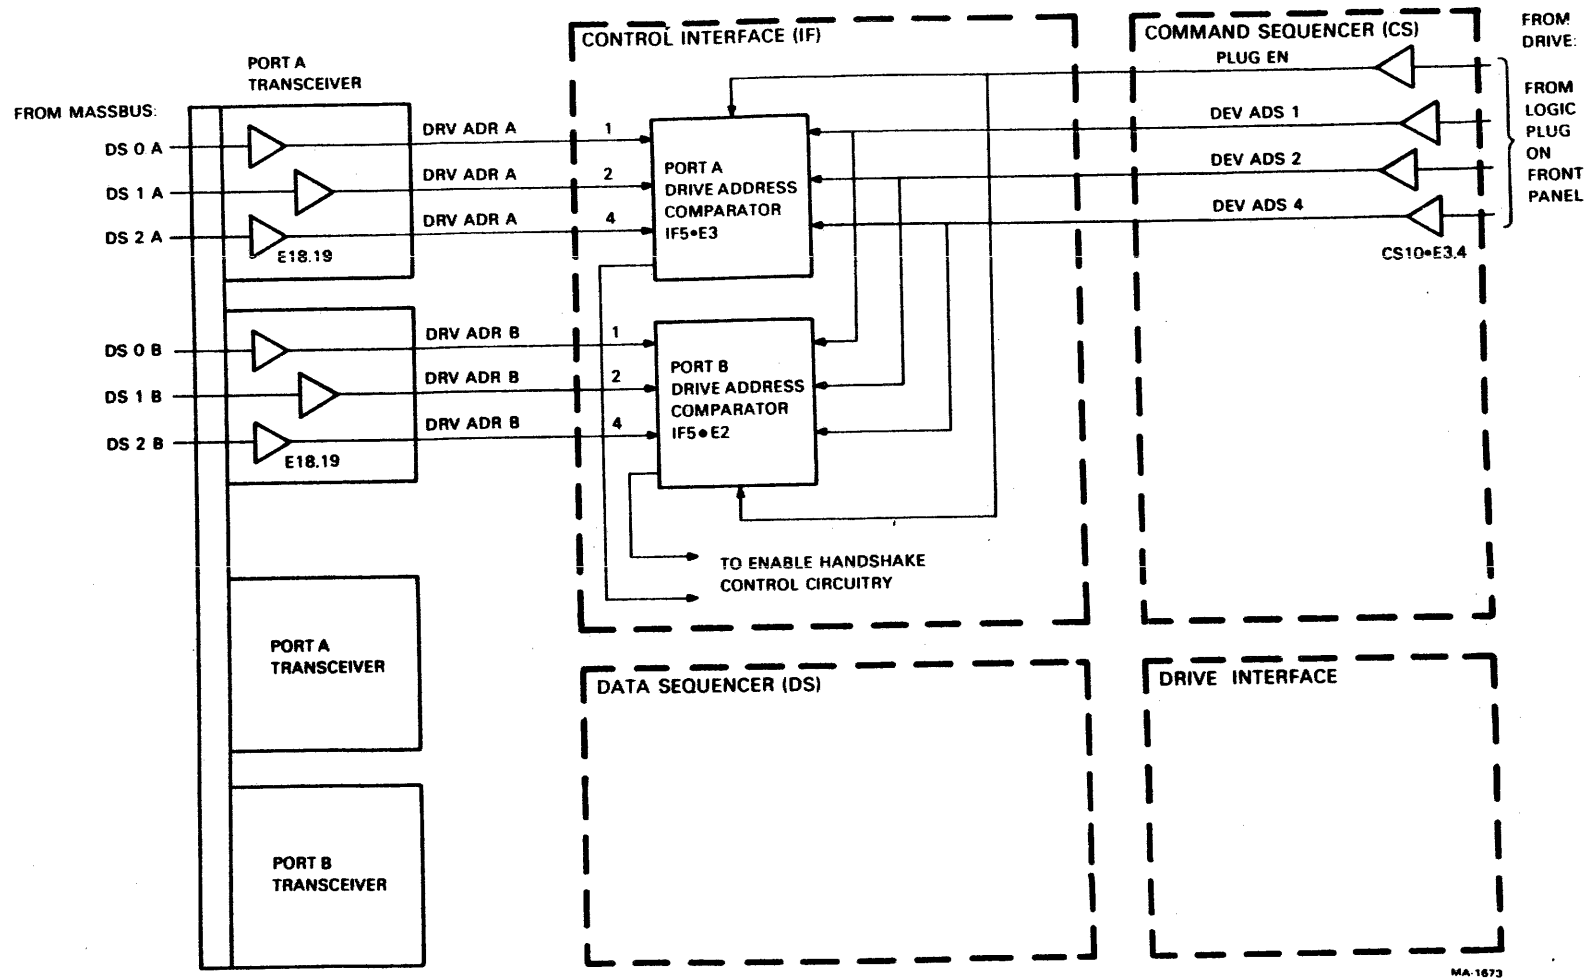 CONTROL INTERFACE (IF)
COMMAND SEQUENCER (CS)
FROM
DRIVE:
PORT A
TRANSCEIVER
PLUG EN
FROM MASSBUS:
FROM
LOGIC
PLUG
ON
FRONT
PANEL
DS 0 A
DRV ADR A
1
DEV ADS 1
DS 1 A
DRV ADR A
2
DEV ADS 2
DS 2 A
DRV ADR A
4
DEV ADS 4
E18.19
PORT A
DRIVE ADDRESS
COMPARATOR
IF5•E3
CS10•E3.4
DS 0 B
DRV ADR B
1
DS 1 B
DRV ADR B
2
DS 2 B
DRV ADR B
4
E18.19
PORT B
DRIVE ADDRESS
COMPARATOR
IF5•E2
TO ENABLE HANDSHAKE
CONTROL CIRCUITRY
PORT A
TRANSCEIVER
DATA SEQUENCER (DS)
DRIVE INTERFACE
PORT B
TRANSCEIVER
MA-1673